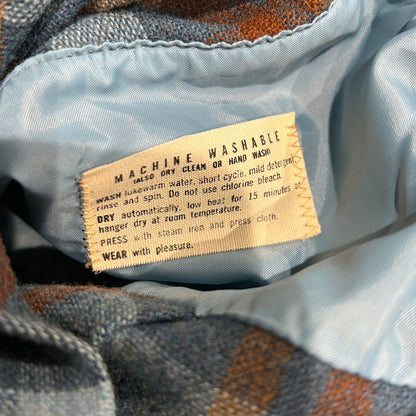 MACHINE WASHABLE
(ALSO DRY CLEAN OR HAND WASH)
WASH lukewarm water, short cycle, mild detergent
rinse and spin. Do not use chlorine bleach.
DRY automatically, low heat for 15 minutes or
hanger dry at room temperature.
PRESS with steam iron and press cloth.
WEAR with pleasure.